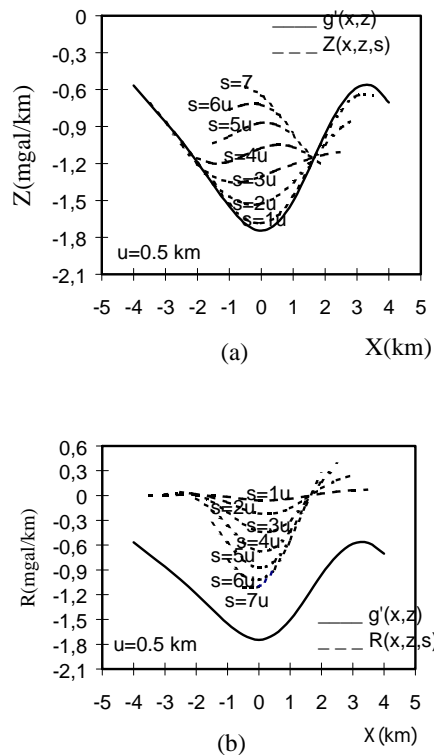 0
g'(x,z)
-0,3
Z(x,z,s)
-0,6
s=7
s=6u
-0,9
s=5u
-1,2
s=4u
s=3u
-1,5
s=2u
s=1u
-1,8
u=0.5 km
-2,1
Z(mgal/km)
-5 -4 -3 -2 -1 0 1 2 3 4 5
(a)
X(km)
0,6
0,3
0
s=1u
s=2u
-0,3
s=3u
s=4u
-0,6
s=5u
-0,9
s=6u
s=7u
-1,2
g'(x,z)
-1,5
R(x,z,s)
-1,8
u=0.5 km
-2,1
R(mgal/km)
-5 -4 -3 -2 -1 0 1 2 3 4 5
X(km)
(b)